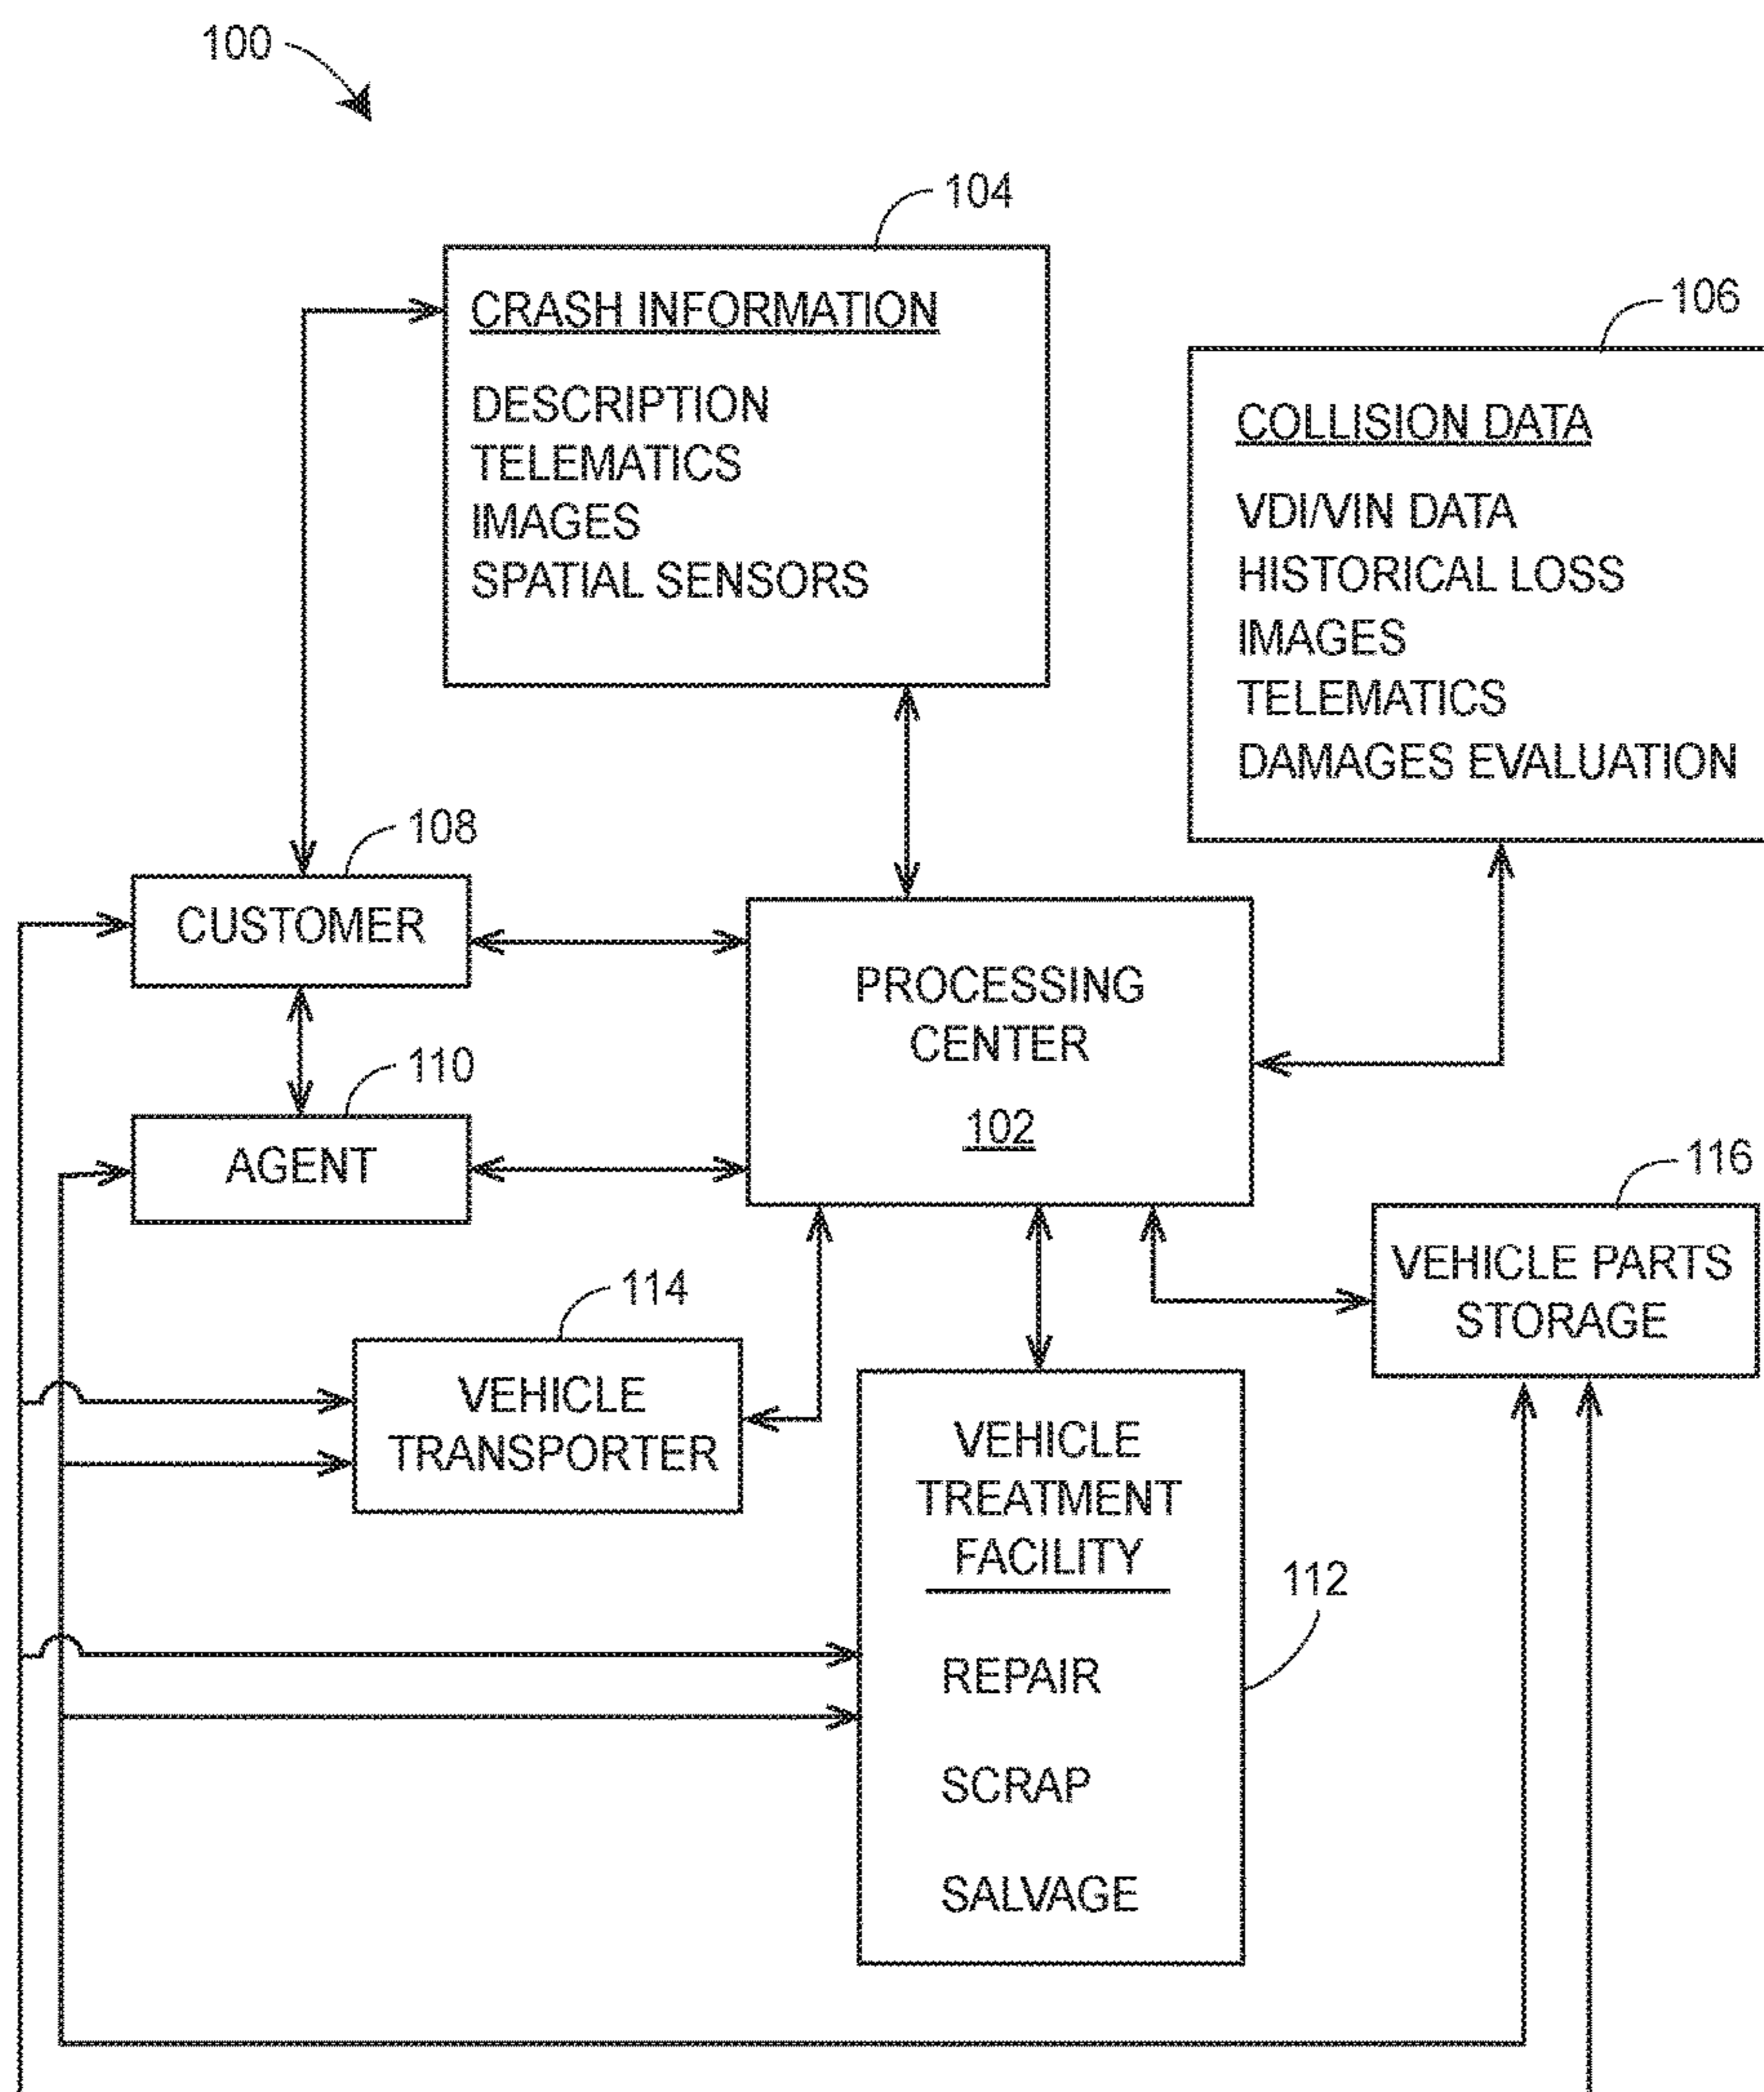 100
104
CRASH INFORMATION
DESCRIPTION
TELEMATICS
IMAGES
SPATIAL SENSORS
106
COLLISION DATA
VDI/VIN DATA
HISTORICAL LOSS
IMAGES
TELEMATICS
DAMAGES EVALUATION
108
CUSTOMER
PROCESSING
CENTER
102
110
AGENT
116
VEHICLE PARTS
STORAGE
114
VEHICLE
TRANSPORTER
VEHICLE
TREATMENT
FACILITY
112
REPAIR
SCRAP
SALVAGE